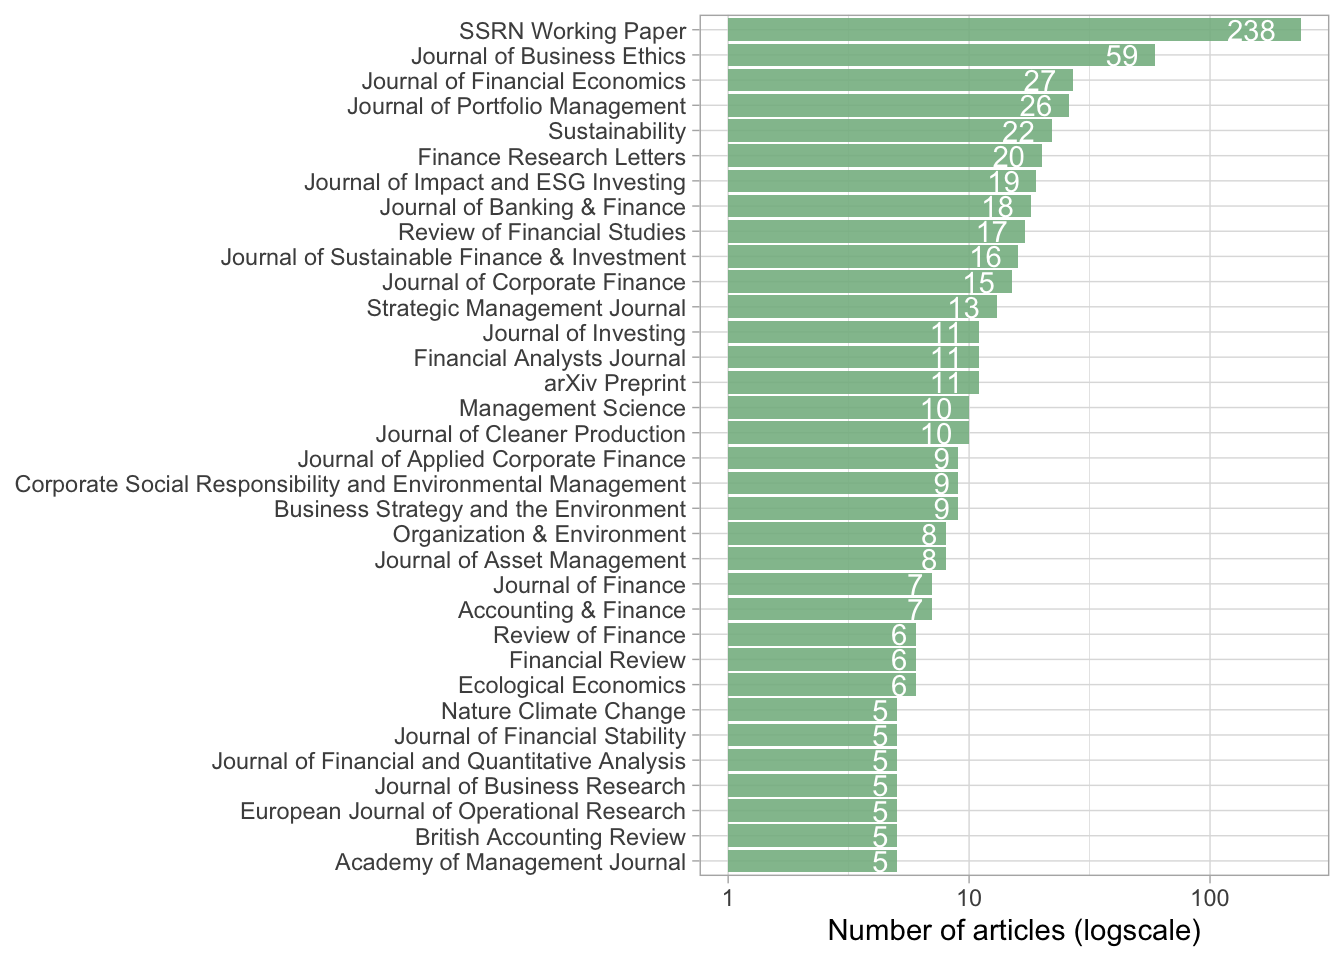 SSRN Working Paper 238
Journal of Business Ethics 59
Journal of Financial Economics 27
Journal of Portfolio Management 26
Sustainability 22
Finance Research Letters 20
Journal of Impact and ESG Investing 19
Journal of Banking & Finance 18
Review of Financial Studies 17
Journal of Sustainable Finance & Investment 16
Journal of Corporate Finance 15
Strategic Management Journal 13
Journal of Investing 11
Financial Analysts Journal 11
arXiv Preprint 11
Management Science 10
Journal of Cleaner Production 10
Journal of Applied Corporate Finance 9
Corporate Social Responsibility and Environmental Management 9
Business Strategy and the Environment 9
Organization & Environment 8
Journal of Asset Management 8
Journal of Finance 7
Accounting & Finance 7
Review of Finance 6
Financial Review 6
Ecological Economics 6
Nature Climate Change 5
Journal of Financial Stability 5
Journal of Financial and Quantitative Analysis 5
Journal of Business Research 5
European Journal of Operational Research 5
British Accounting Review 5
Academy of Management Journal 5
1 10 100
Number of articles (logscale)